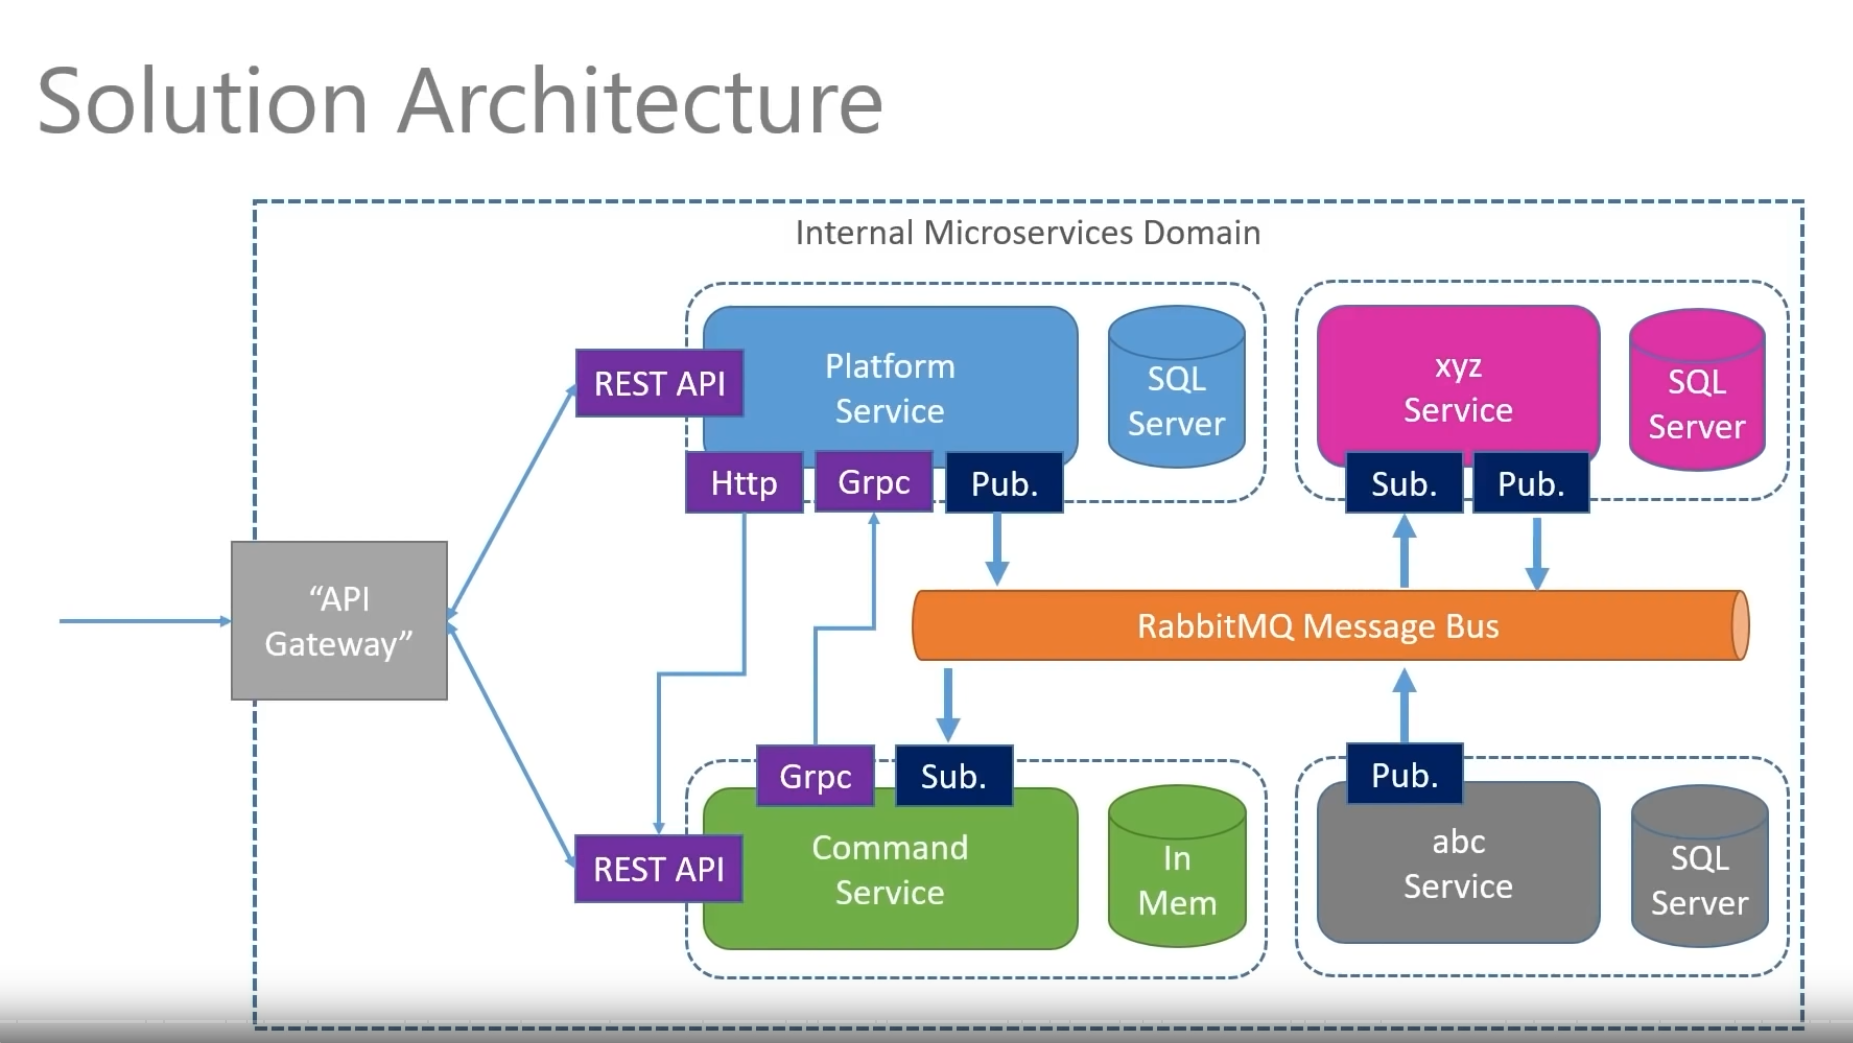 Solution Architecture
Internal Microservices Domain
REST API
Platform
Service
SQL
Server
Http
Grpc
Pub.
xyz
Service
SQL
Server
Sub.
Pub.
“API
Gateway”
RabbitMQ Message Bus
Grpc
Sub.
REST API
Command
Service
In
Mem
Pub.
abc
Service
SQL
Server